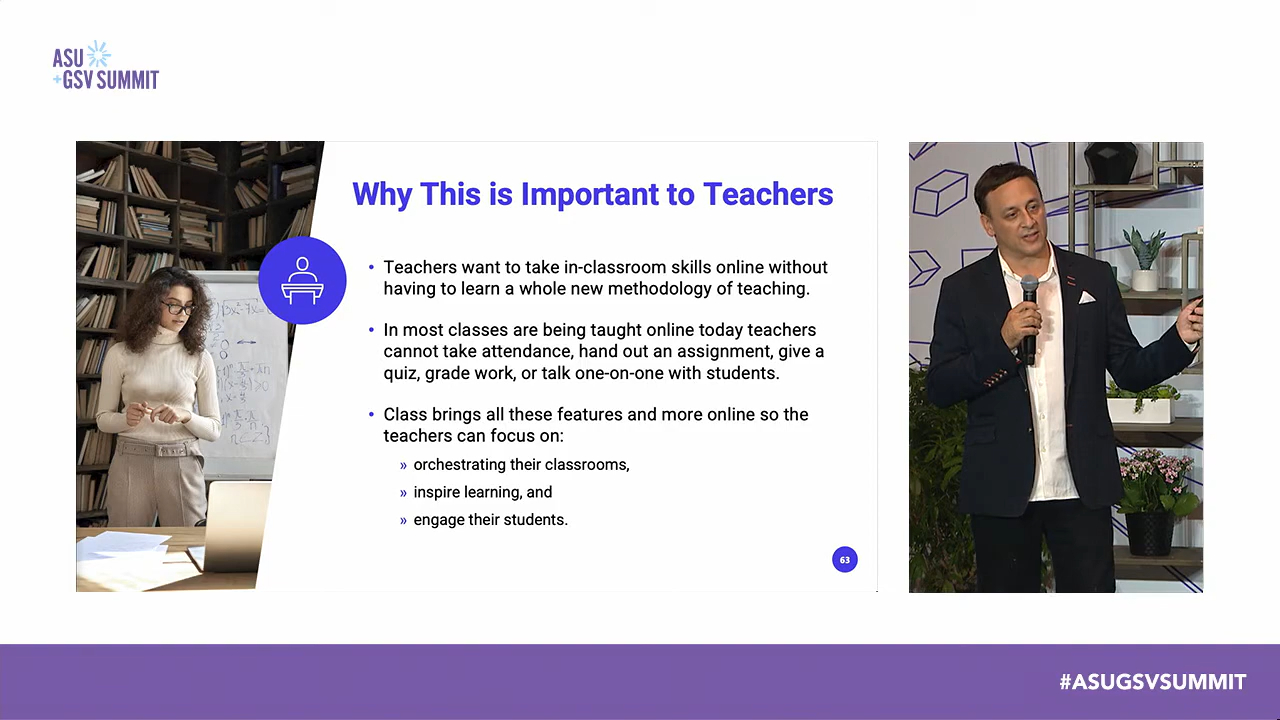 ASU
+GSV SUMMIT
Why This is Important to Teachers
• Teachers want to take in-classroom skills online without
having to learn a whole new methodology of teaching.
• In most classes are being taught online today teachers
cannot take attendance, hand out an assignment, give a
quiz, grade work, or talk one-on-one with students.
• Class brings all these features and more online so the
teachers can focus on:
» orchestrating their classrooms,
» inspire learning, and
» engage their students.
63
#ASUGSVSUMMIT